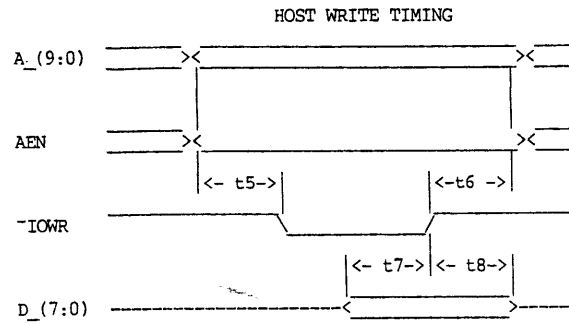 HOST WRITE TIMING
A_(9:0)
AEN
<- t5->
<-t6 ->
¯IOWR
<- t7->
<- t8->
D_(7:0)